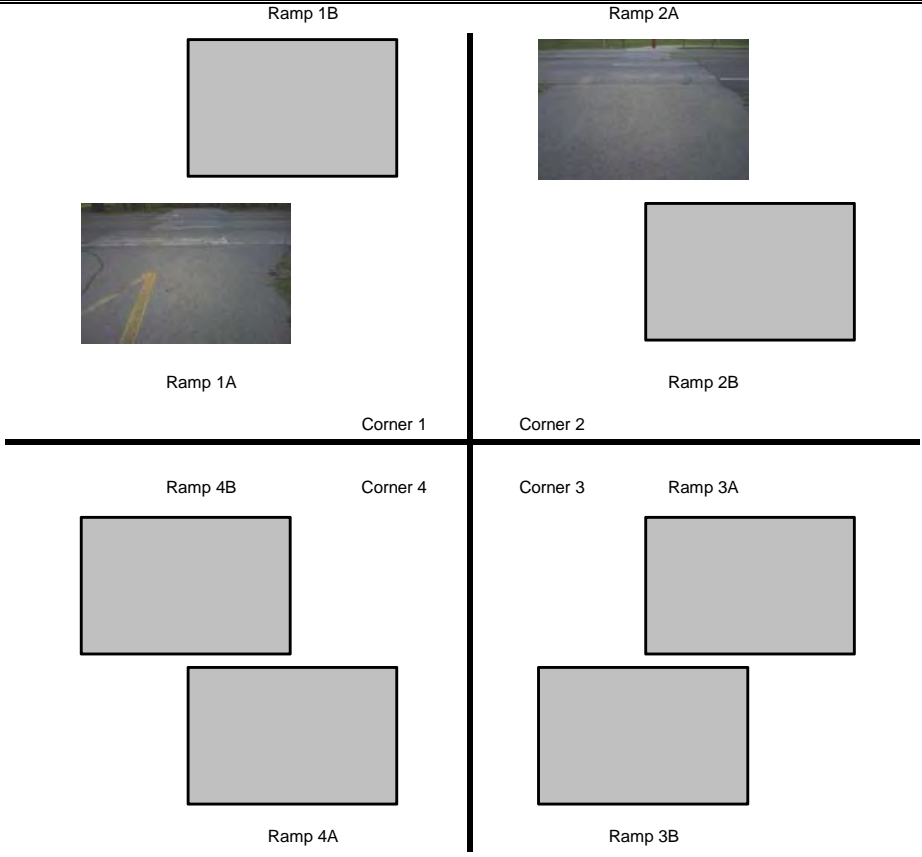 Ramp 1B
Ramp 2A
Ramp 1A
Ramp 2B
Corner 1
Corner 2
Ramp 4B
Corner 4
Corner 3
Ramp 3A
Ramp 4A
Ramp 3B